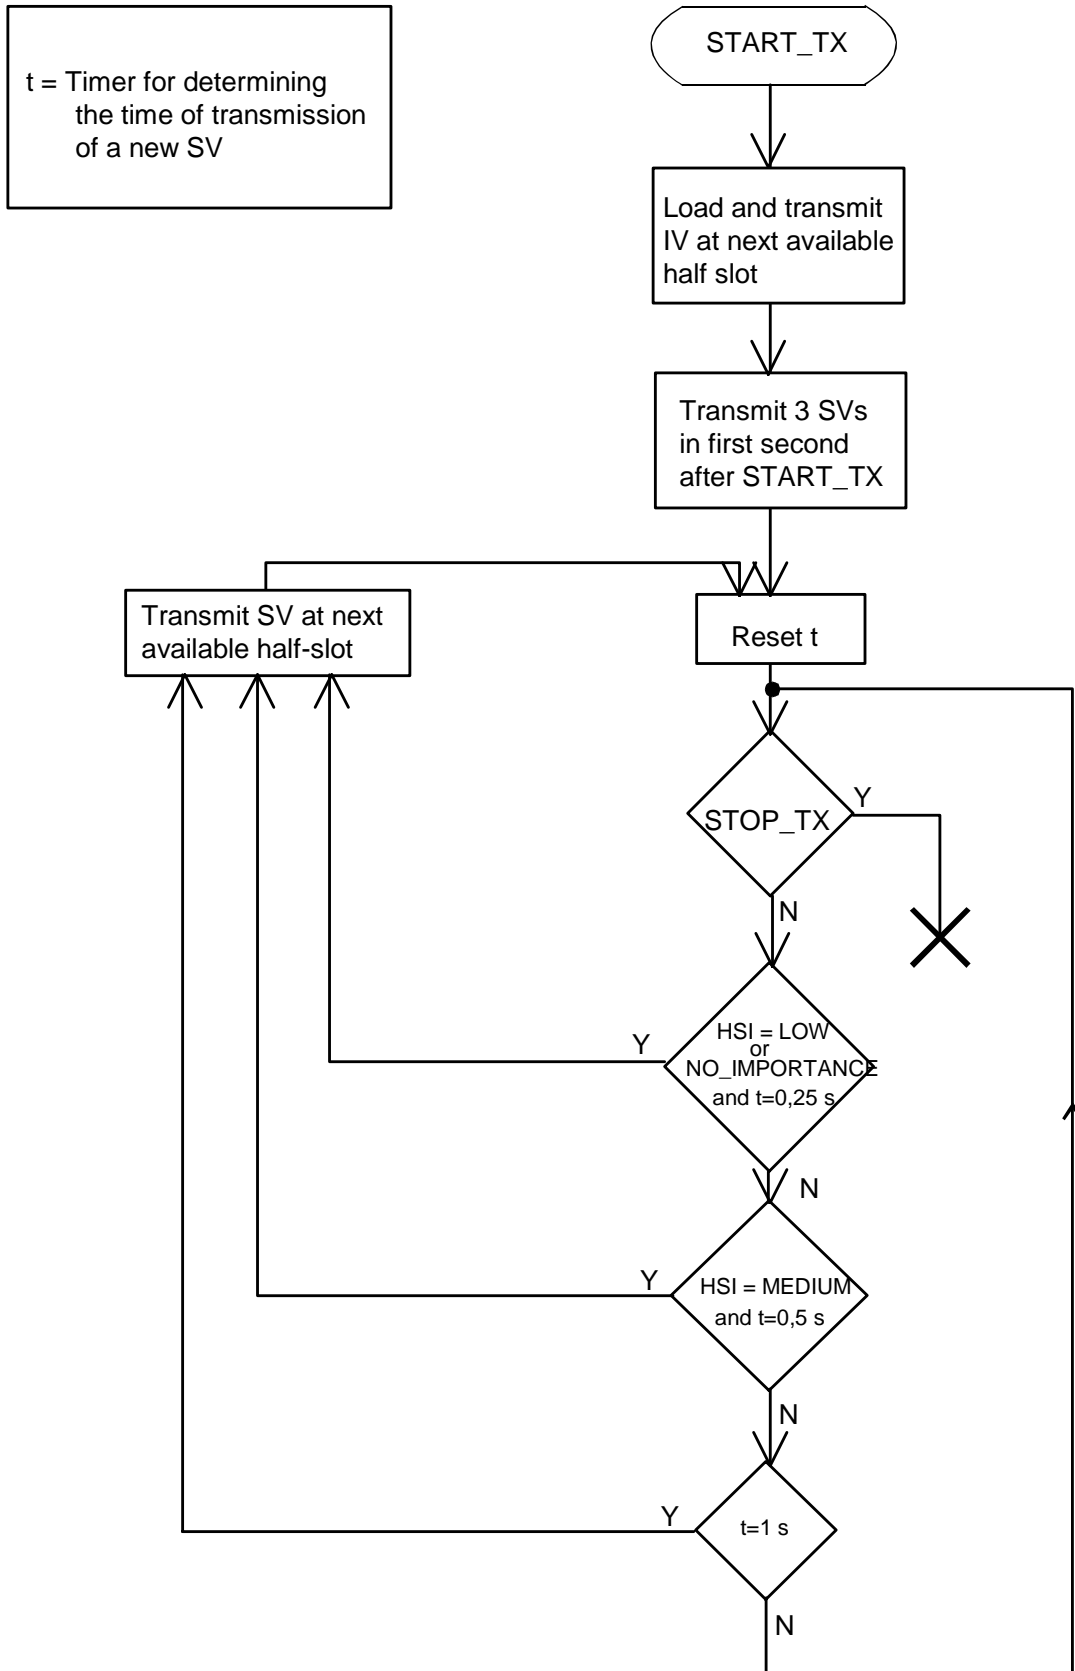 t = Timer for determining
the time of transmission
of a new SV
START_TX
Load and transmit
IV at next available
half slot
Transmit 3 SVs
in first second
after START_TX
Transmit SV at next
available half-slot
Reset t
STOP_TX
Y
N
HSI = LOW
or
NO_IMPORTANCE
and t=0,25 s
Y
N
HSI = MEDIUM
and t=0,5 s
Y
N
t=1 s
Y
N